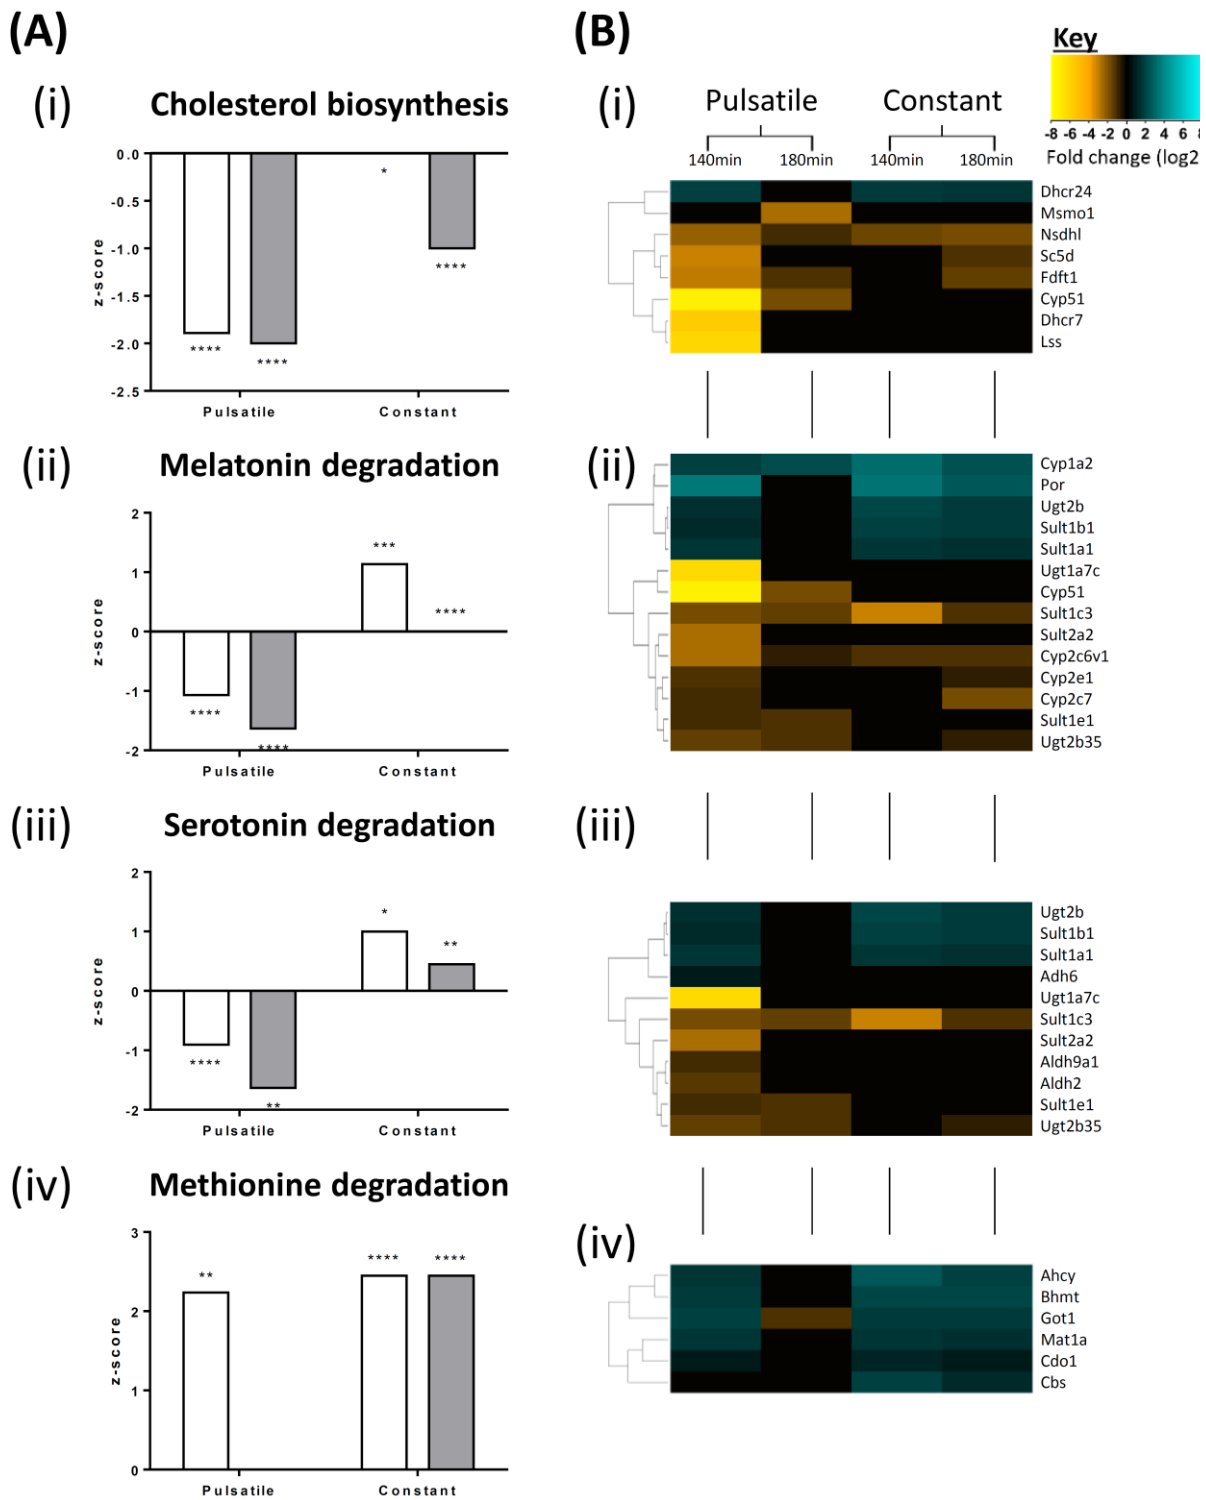 (A)
(i) Cholesterol biosynthesis
0.0
*
-0.5
-1.0
****
-1.5
**** 
-2.0
****
-2.5
z-score
Pulsatile Constant
(ii) Melatonin degradation
2
***
1
****
0
-1
****
****
-2
z-score
Pulsatile Constant
(iii) Serotonin degradation
2
*
1
**
0
-1
****
**
-2
z-score
Pulsatile Constant
(iv) Methionine degradation
3
**** ****
**
2
1
0
z-score
Pulsatile Constant
(B)
Key
-8 -6 -4 -2 0 2 4 6
Fold change (log2
(i) Pulsatile Constant
140min 180min 140min 180min
Dhcr24
Msmo1
Nsdhl
Sc5d
Fdft1
Cyp51
Dhcr7
Lss
(ii)
Cyp1a2
Por
Ugt2b
Sult1b1
Sult1a1
Ugt1a7c
Cyp51
Sult1c3
Sult2a2
Cyp2c6v1
Cyp2e1
Cyp2c7
Sult1e1
Ugt2b35
(iii)
Ugt2b
Sult1b1
Sult1a1
Adh6
Ugt1a7c
Sult1c3
Sult2a2
Aldh9a1
Aldh2
Sult1e1
Ugt2b35
(iv)
Ahcy
Bhmt
Got1
Mat1a
Cdo1
Cbs